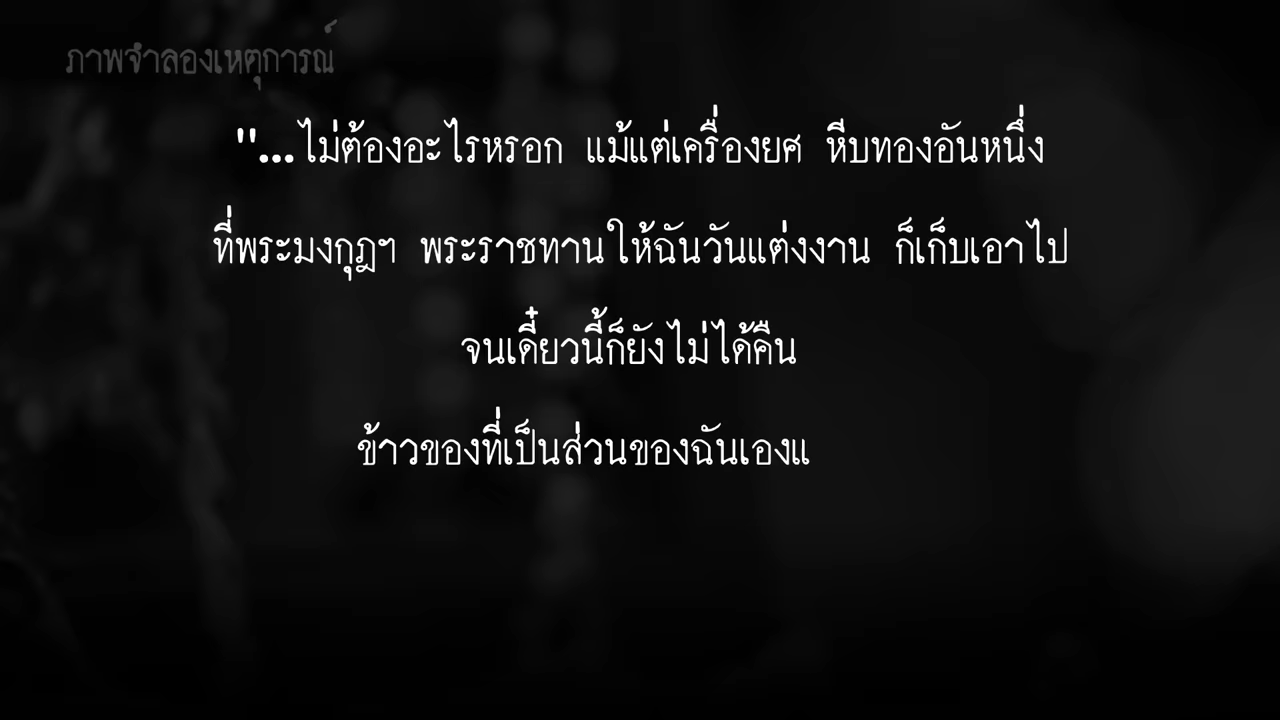 ภาพจำลองเหตุการณ์
"...ไม่ต้องอะไรหรอก แม้แต่เครื่องยศ หีบทองอันหนึ่ง
ที่พระมงกุฎฯ พระราชทานให้ฉันวันแต่งงาน ก็เก็บเอาไป
จนเดี๋ยวนี้ก็ยังไม่ได้คืน
ข้าวของที่เป็นส่วนของฉันเองแ